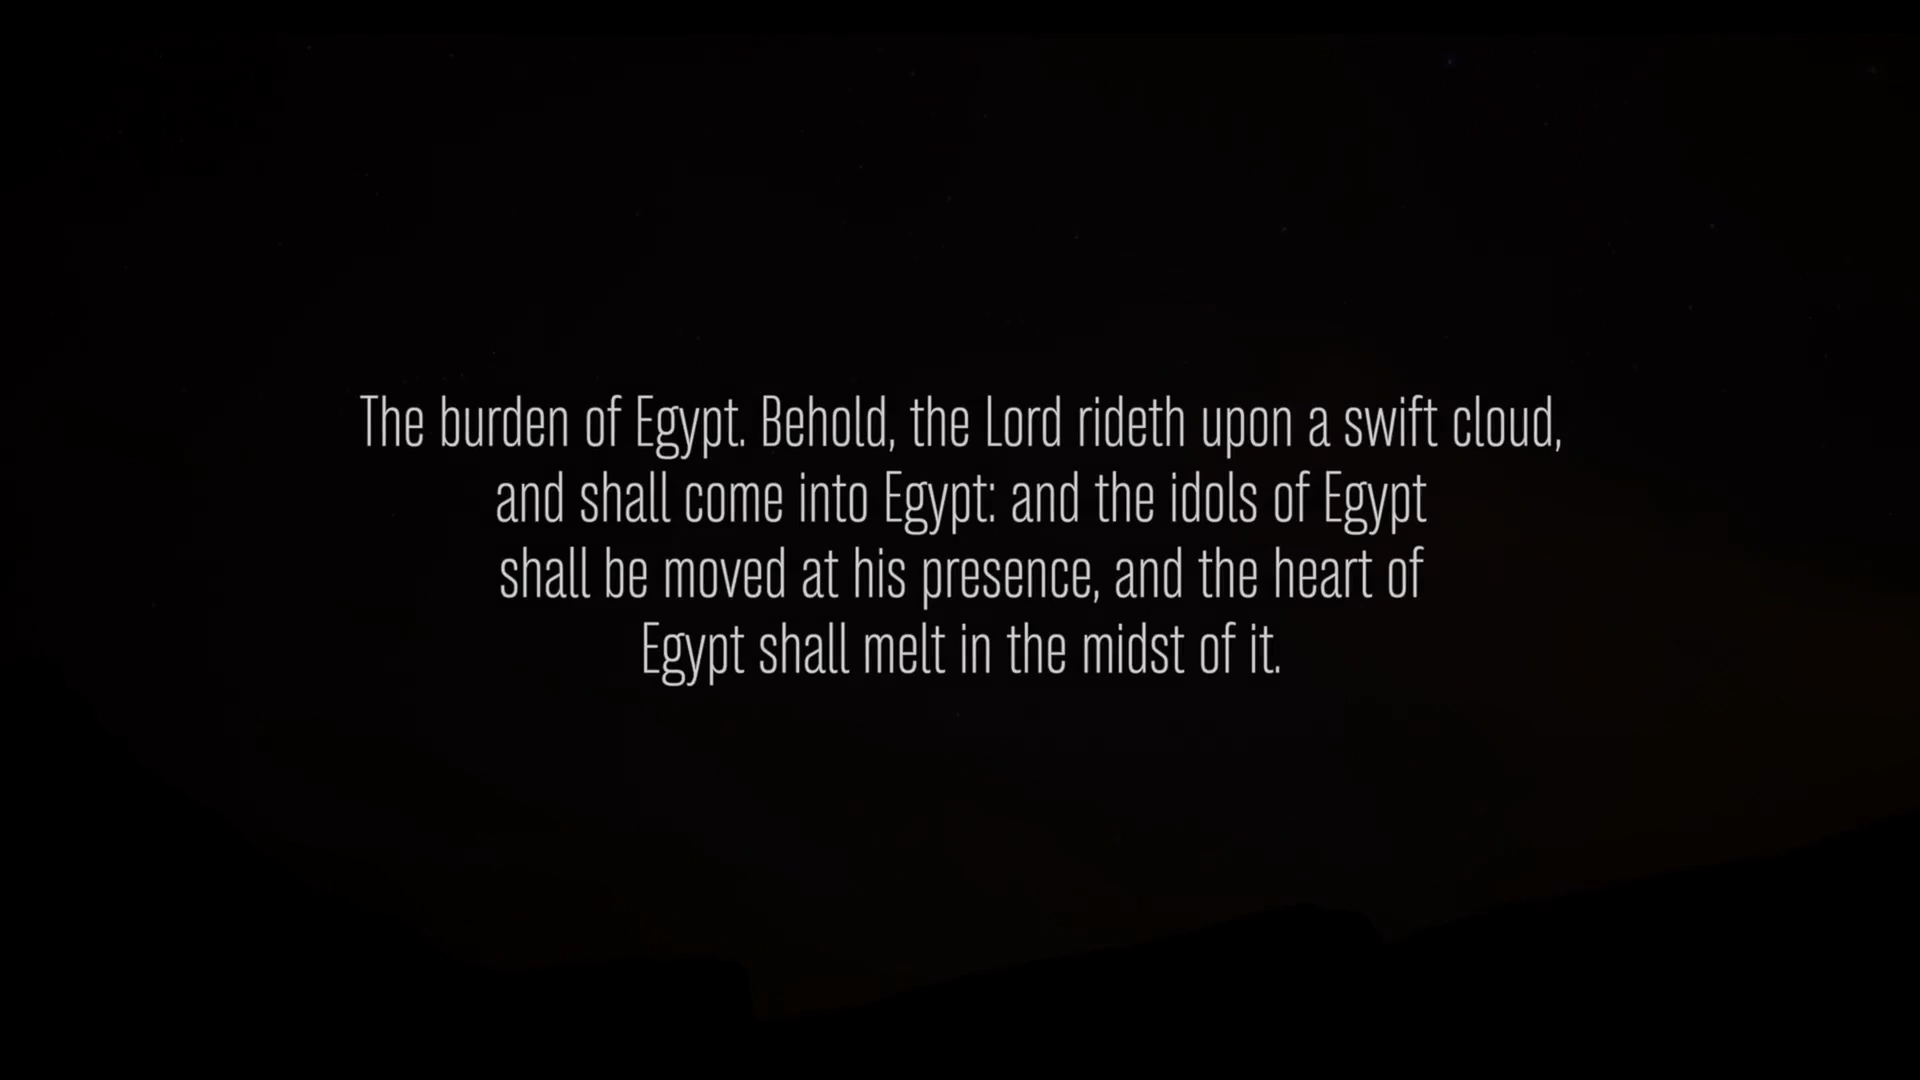 The burden of Egypt. Behold, the Lord rideth upon a swift cloud,
and shall come into Egypt: and the idols of Egypt
shall be moved at his presence, and the heart of
Egypt shall melt in the midst of it.